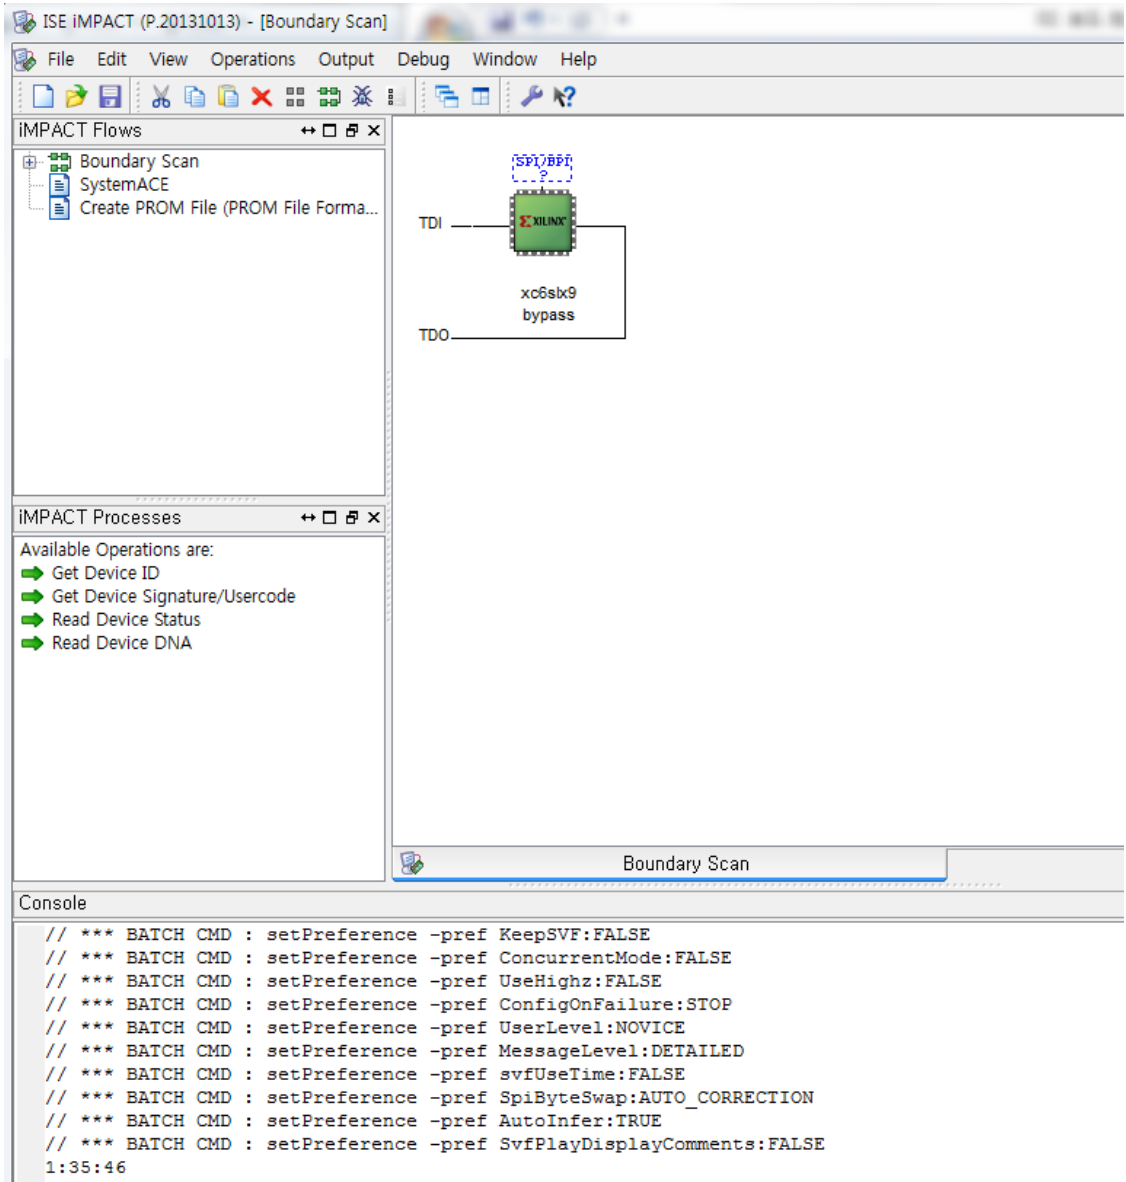 ISE iMPACT (P.20131013) - [Boundary Scan]
File Edit View Operations Output Debug Window Help
iMPACT Flows
Boundary Scan
SystemACE
Create PROM File (PROM File Forma...
SPI/BPI
?
TDI
XILINX
xc6slx9
bypass
TDO
iMPACT Processes
Available Operations are:
Get Device ID
Get Device Signature/Usercode
Read Device Status
Read Device DNA
Boundary Scan
Console
// *** BATCH CMD : setPreference -pref KeepSVF:FALSE
// *** BATCH CMD : setPreference -pref ConcurrentMode:FALSE
// *** BATCH CMD : setPreference -pref UseHighz:FALSE
// *** BATCH CMD : setPreference -pref ConfigOnFailure:STOP
// *** BATCH CMD : setPreference -pref UserLevel:NOVICE
// *** BATCH CMD : setPreference -pref MessageLevel:DETAILED
// *** BATCH CMD : setPreference -pref svfUseTime:FALSE
// *** BATCH CMD : setPreference -pref SpiByteSwap:AUTO_CORRECTION
// *** BATCH CMD : setPreference -pref AutoInfer:TRUE
// *** BATCH CMD : setPreference -pref SvfPlayDisplayComments:FALSE
1:35:46